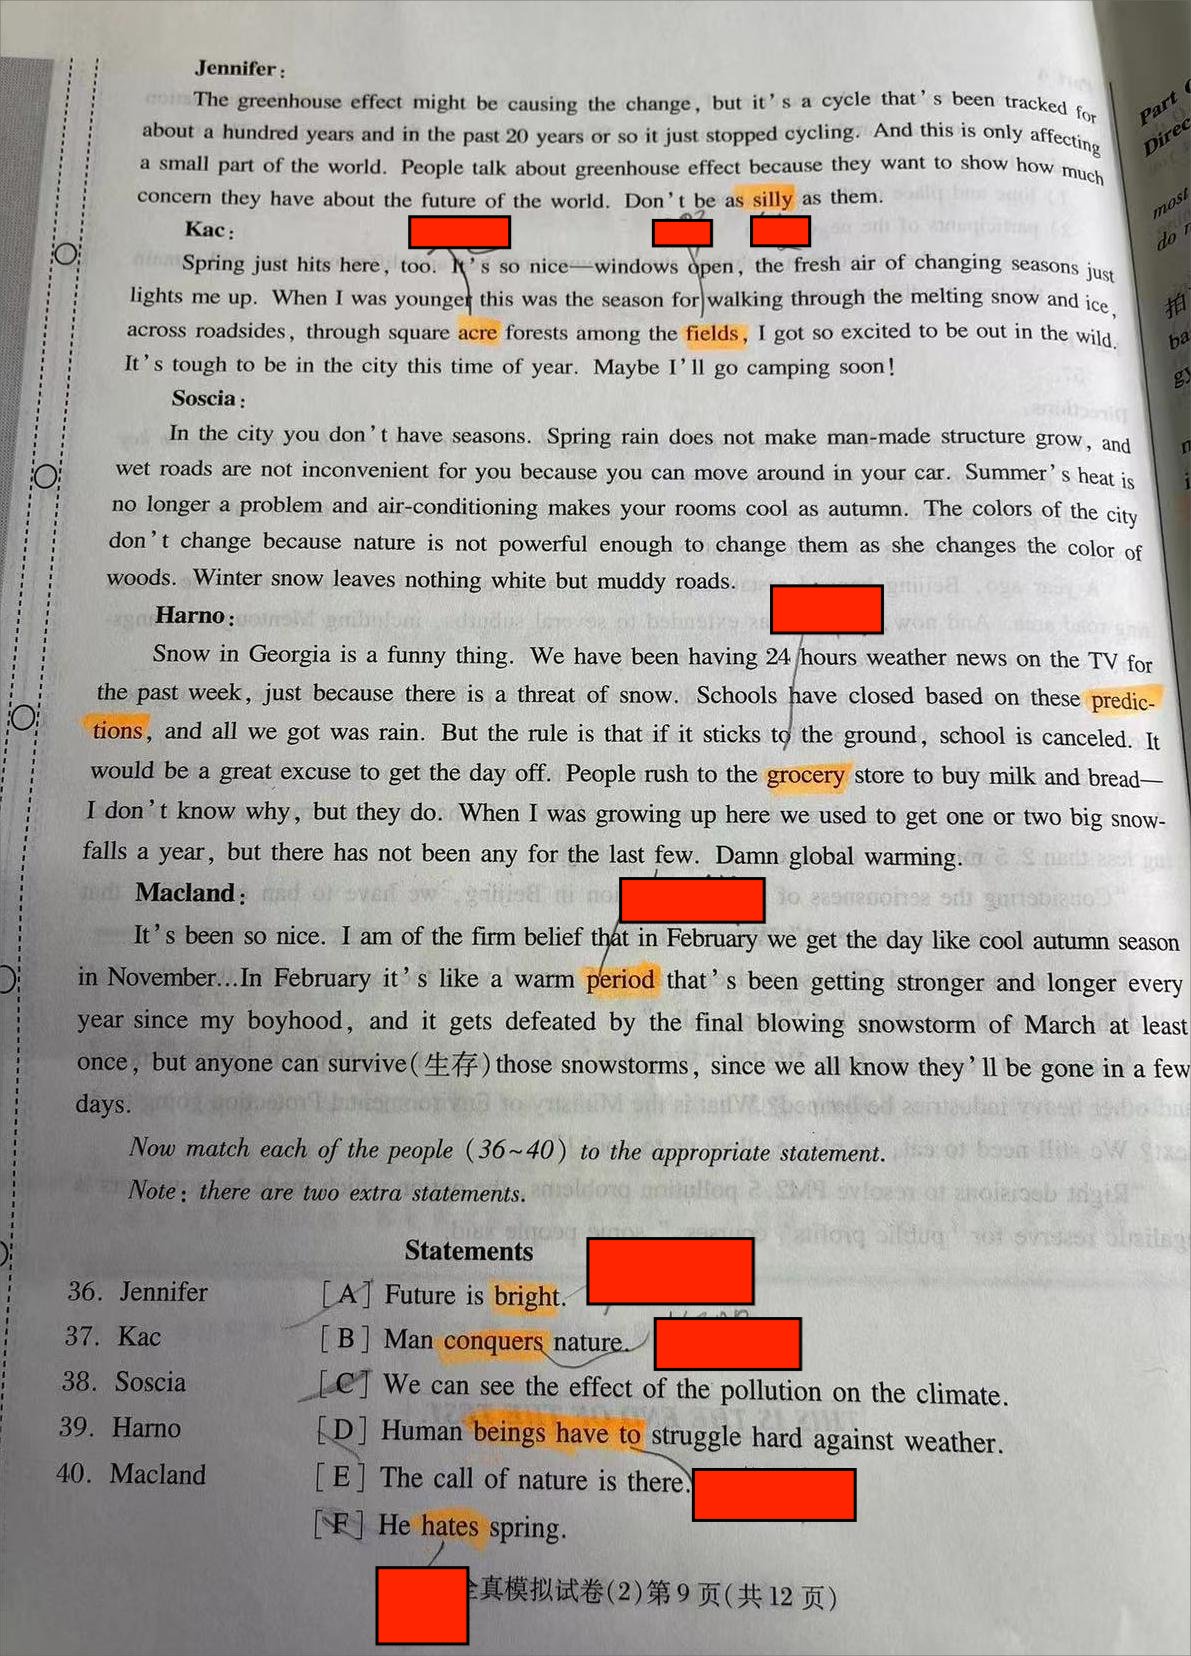 Jennifer:
The greenhouse effect might be causing the change, but it's a cycle that's been tracked for
about a hundred years and in the past 20 years or so it just stopped cycling. And this is only affecting
a small part of the world. People talk about greenhouse effect because they want to show how much
concern they have about the future of the world. Don't be as silly as them.
Kac:
Spring just hits here, too. It's so nice—windows open, the fresh air of changing seasons just
lights me up. When I was younger this was the season for walking through the melting snow and ice,
across roadsides, through square acre forests among the fields, I got so excited to be out in the wild.
It's tough to be in the city this time of year. Maybe I'll go camping soon!
Soscia:
In the city you don't have seasons. Spring rain does not make man-made structure grow, and
wet roads are not inconvenient for you because you can move around in your car. Summer's heat is
no longer a problem and air-conditioning makes your rooms cool as autumn. The colors of the city
don't change because nature is not powerful enough to change them as she changes the color of
woods. Winter snow leaves nothing white but muddy roads.
Harno:
Snow in Georgia is a funny thing. We have been having 24 hours weather news on the TV for
the past week, just because there is a threat of snow. Schools have closed based on these predic-
tions, and all we got was rain. But the rule is that if it sticks to the ground, school is canceled. It
would be a great excuse to get the day off. People rush to the grocery store to buy milk and bread—
I don't know why, but they do. When I was growing up here we used to get one or two big snow-
falls a year, but there has not been any for the last few. Damn global warming.
Macland:
It's been so nice. I am of the firm belief that in February we get the day like cool autumn season
in November...In February it's like a warm period that's been getting stronger and longer every
year since my boyhood, and it gets defeated by the final blowing snowstorm of March at least
once, but anyone can survive(生存)those snowstorms, since we all know they'll be gone in a few
days.
Now match each of the people (36~40) to the appropriate statement.
Note: there are two extra statements.
Statements
36. Jennifer [A] Future is bright.
37. Kac [B] Man conquers nature.
38. Soscia [C] We can see the effect of the pollution on the climate.
39. Harno [D] Human beings have to struggle hard against weather.
40. Macland [E] The call of nature is there.
[F] He hates spring.
真模拟试卷(2)第9页(共12页)
Part
Direc
most
do
拍
ba